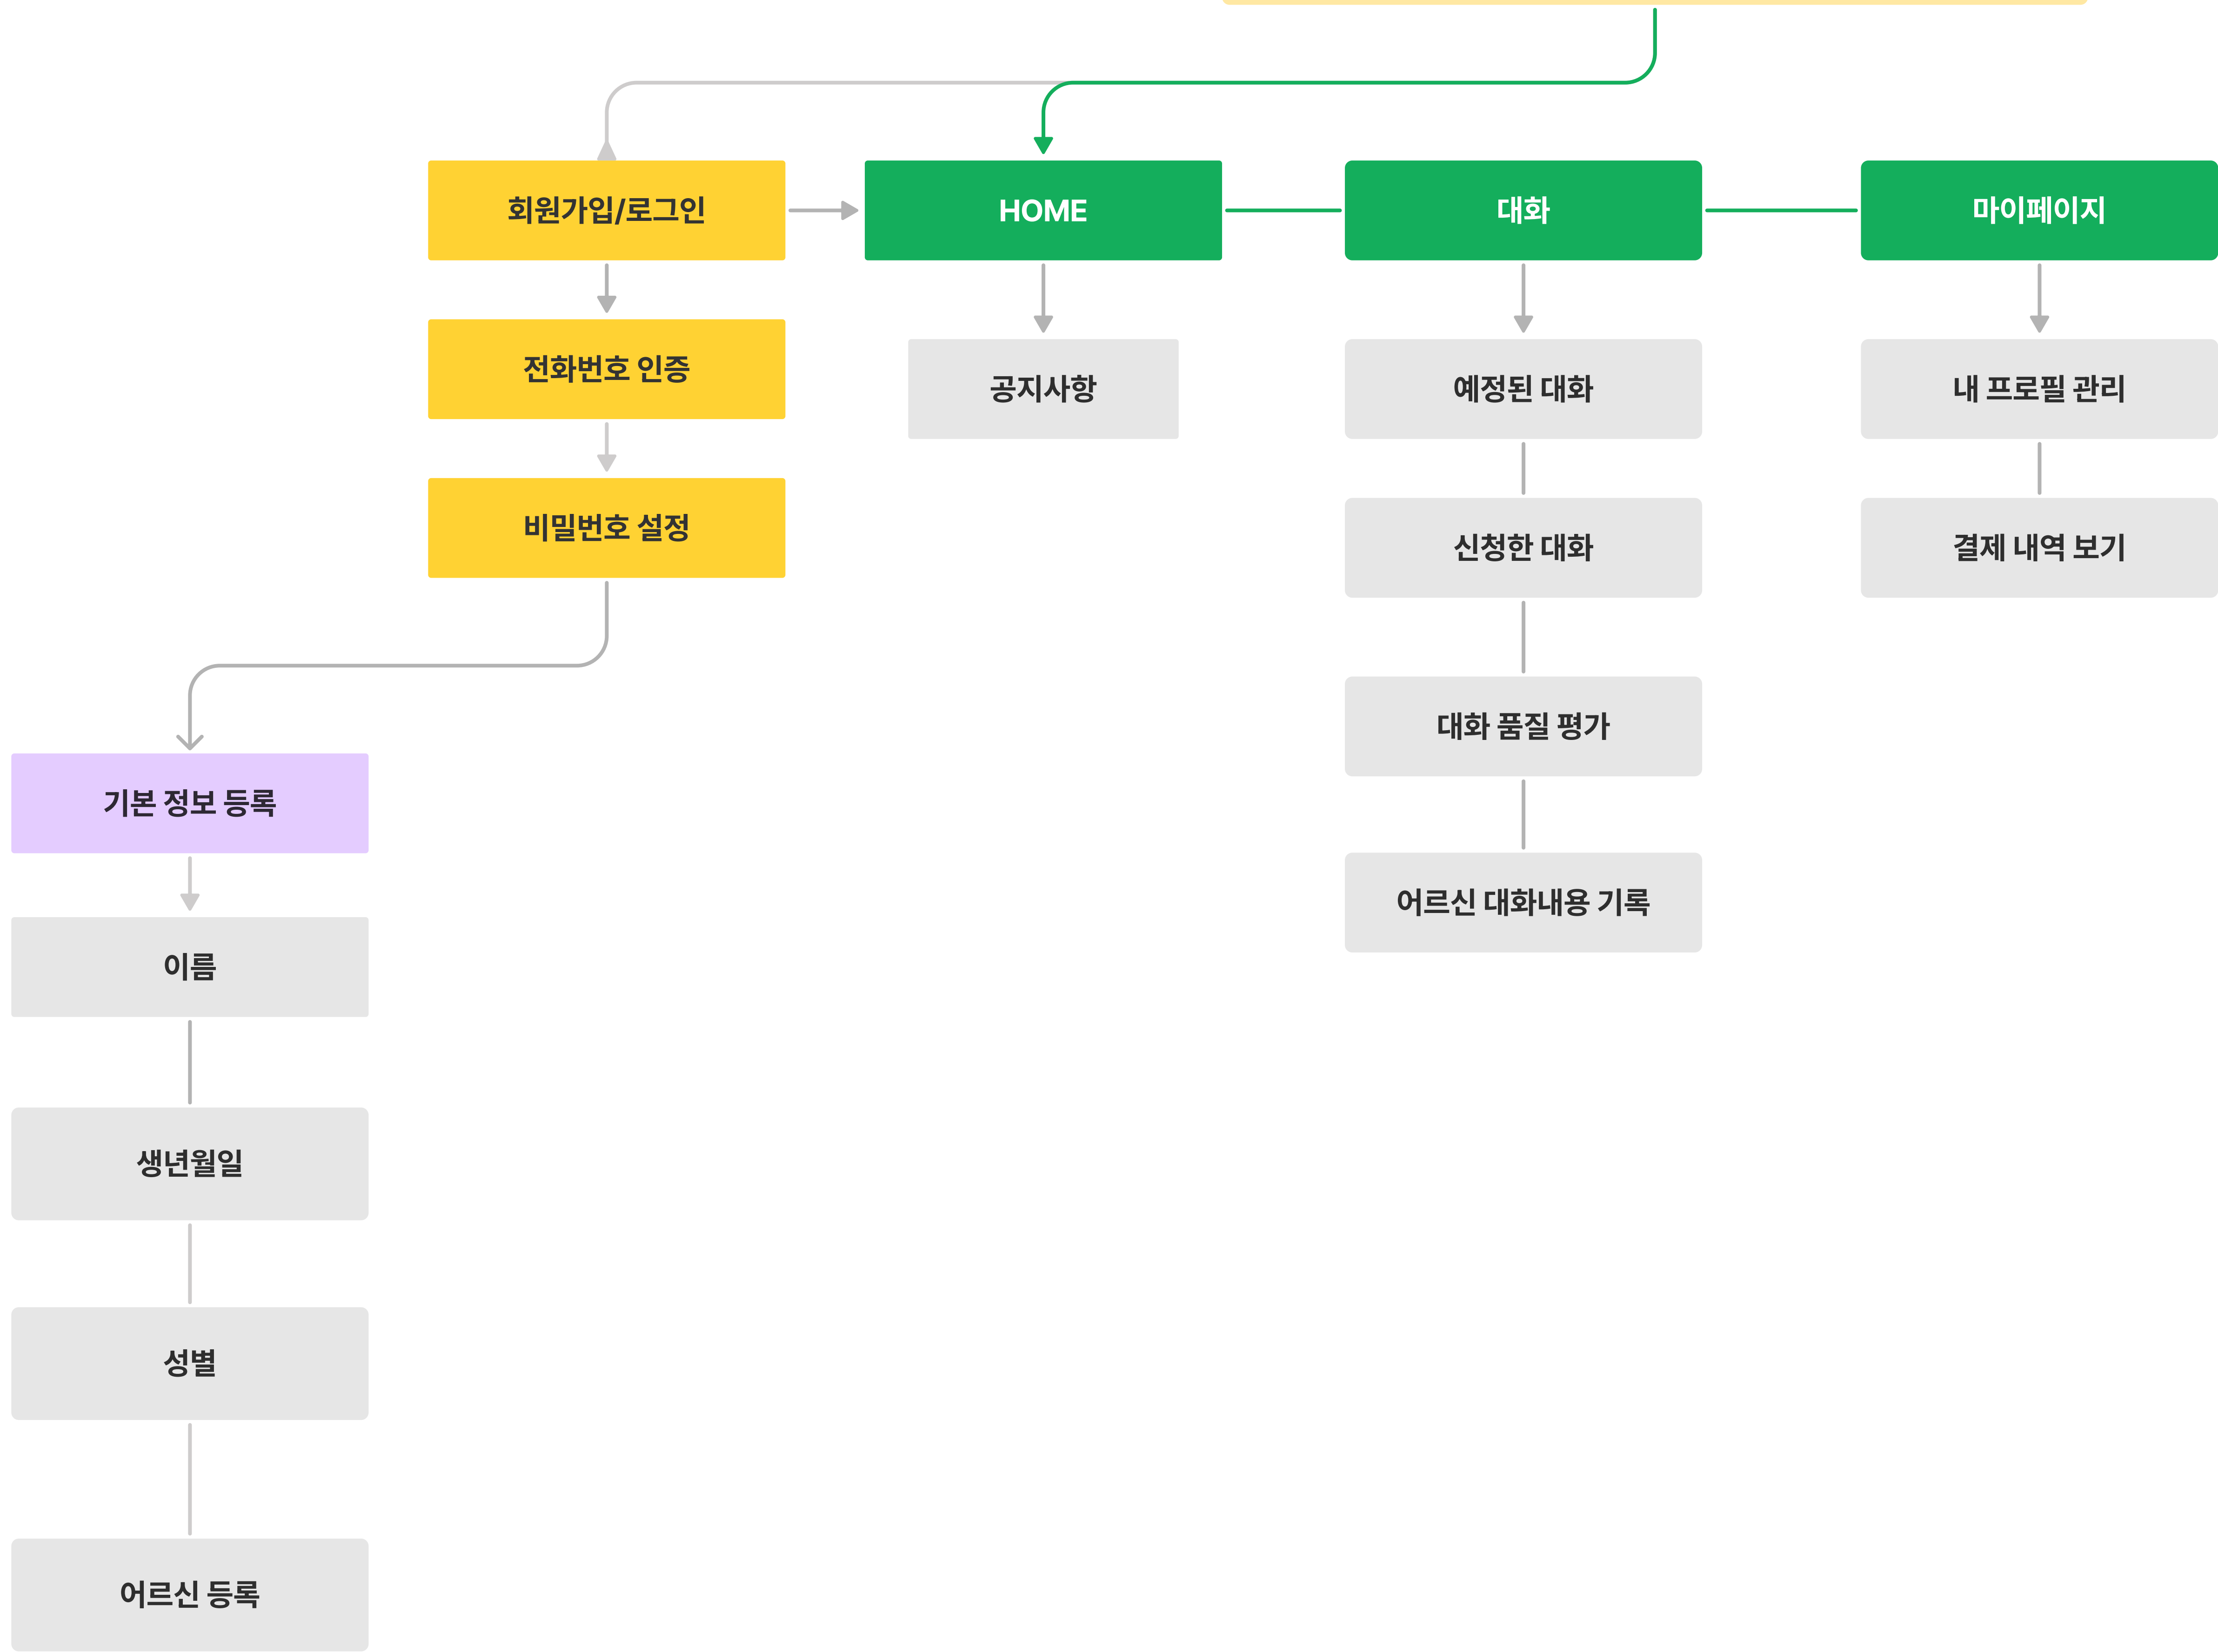 회원가입/로그인
HOME
대화
마이페이지
전화번호 인증
공지사항
예정된 대화
내 프로필 관리
비밀번호 설정
신청한 대화
결제 내역 보기
대화 품질 평가
기본 정보 등록
어르신 대화내용 기록
이름
생년월일
성별
어르신 등록